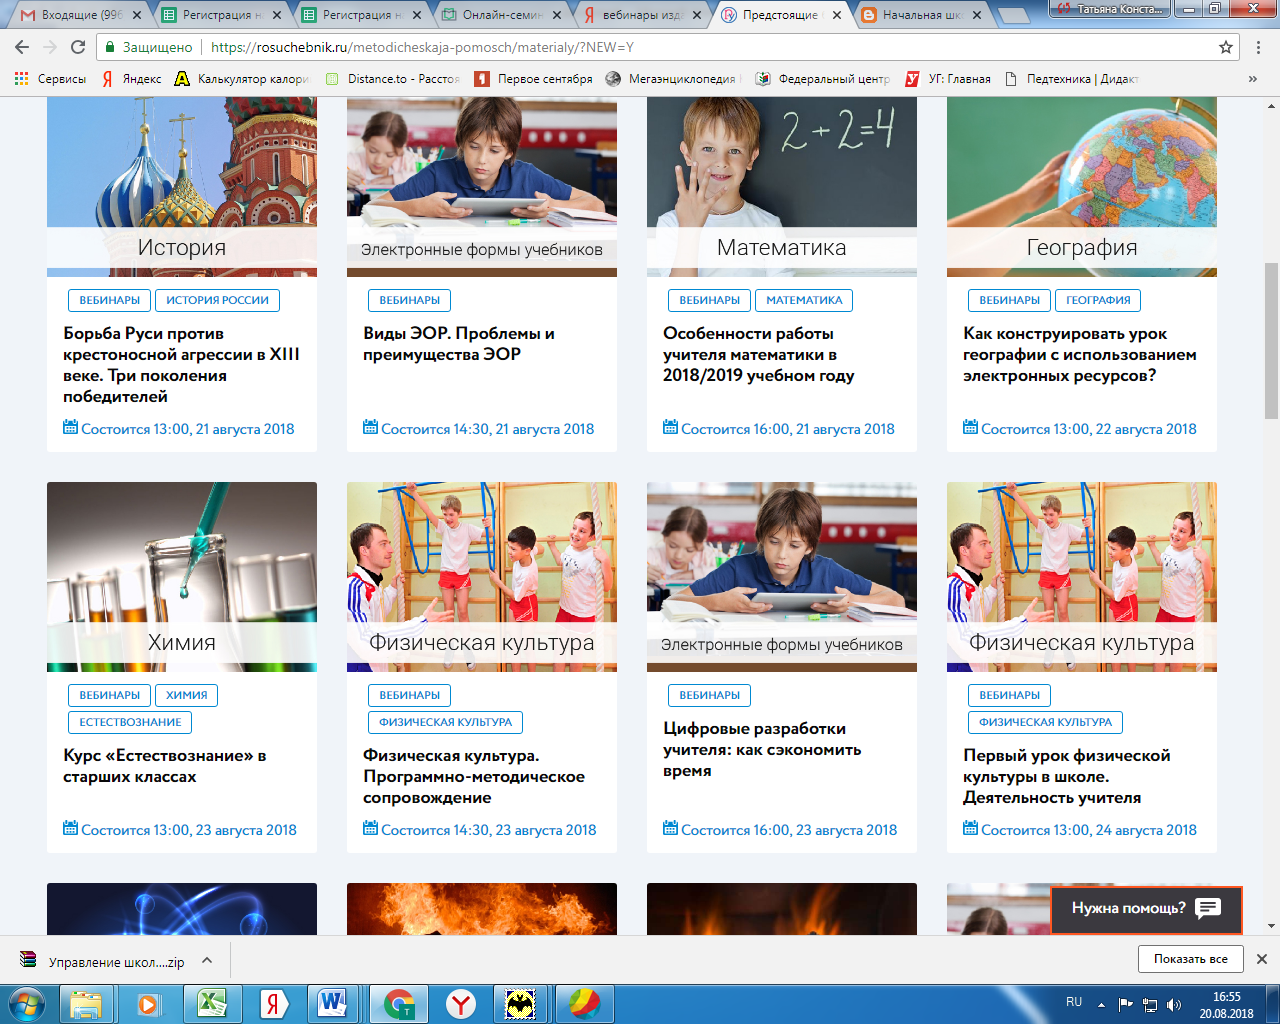 Входящие (996
Регистрация на
Регистрация на
Онлайн-семин
вебинары изд
Предстоящие
Начальная шк
Татьяна Конста...
Защищено
https://rosuchebnik.ru/metodicheskaja-pomosch/materialy/?NEW=Y
Сервисы
Яндекс
Калькулятор калори
Distance.to - Расстоя
Первое сентября
Мегаэнциклопедия
Федеральный центр
УГ: Главная
Педтехника | Дидакт
2+2=4
История
Электронные формы учебников
Математика
География
ВЕБИНАРЫ
ИСТОРИЯ РОССИИ
ВЕБИНАРЫ
ВЕБИНАРЫ
МАТЕМАТИКА
ВЕБИНАРЫ
ГЕОГРАФИЯ
Борьба Руси против
крестоносной агрессии в XIII
веке. Три поколения
победителей
Виды ЭОР. Проблемы и
преимущества ЭОР
Особенности работы
учителя математики в
2018/2019 учебном году
Как конструировать урок
географии с использованием
электронных ресурсов?
Состоится 13:00, 21 августа 2018
Состоится 14:30, 21 августа 2018
Состоится 16:00, 21 августа 2018
Состоится 13:00, 22 августа 2018
Химия
Физическая культура
Электронные формы учебников
Физическая культура
ВЕБИНАРЫ
ХИМИЯ
ЕСТЕСТВОЗНАНИЕ
ВЕБИНАРЫ
ФИЗИЧЕСКАЯ КУЛЬТУРА
ВЕБИНАРЫ
ВЕБИНАРЫ
ФИЗИЧЕСКАЯ КУЛЬТУРА
Курс «Естествознание» в
старших классах
Физическая культура.
Программно-методическое
сопровождение
Цифровые разработки
учителя: как сэкономить
время
Первый урок физической
культуры в школе.
Деятельность учителя
Состоится 13:00, 23 августа 2018
Состоится 14:30, 23 августа 2018
Состоится 16:00, 23 августа 2018
Состоится 13:00, 24 августа 2018
Нужна помощь?
Управление школ....zip
Показать все
RU
16:55
20.08.2018